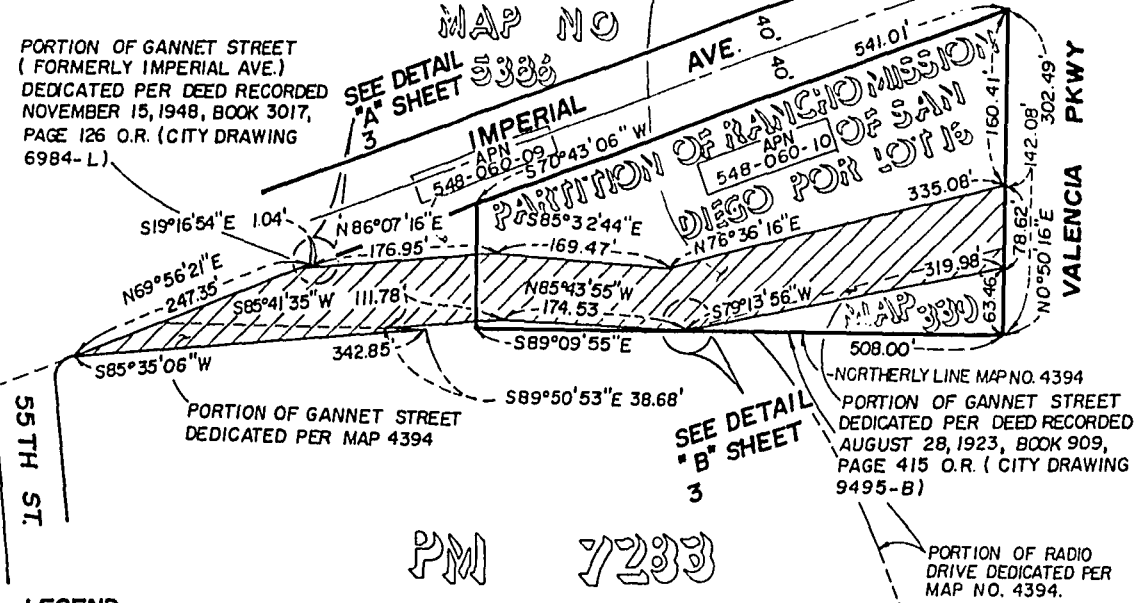 MAP NO
5386
PORTION OF GANNET STREET
( FORMERLY IMPERIAL AVE.)
DEDICATED PER DEED RECORDED
NOVEMBER 15, 1948, BOOK 3017,
PAGE 126 O.R. (CITY DRAWING
6984-L)
SEE DETAIL
"A" SHEET
3
IMPERIAL AVE.
40'
40'
541.01'
APN
548-060-09
S70°43'06" W
PARTITION OF RANCHO MISSION
OF SAN
DIEGO POR LOT 15
APN
548-060-10
160.41'
302.49'
142.08'
VALENCIA PKWY
N0°50'16"E
78.62'
63.46'
S19°16'54"E 1.04'
N86°07'16"E
176.95'
S85°32'44"E
169.47'
N76°36'16"E
335.08'
N69°56'21"E
247.35'
S85°41'35"W
111.78'
N85°43'55"W
174.53
S79°13'56"W
319.98'
MAP 330
S89°09'55"E
508.00'
S85°35'06"W
342.85'
S89°50'53"E 38.68'
PORTION OF GANNET STREET
DEDICATED PER MAP 4394
SEE DETAIL
"B" SHEET
3
NORTHERLY LINE MAP NO. 4394
PORTION OF GANNET STREET
DEDICATED PER DEED RECORDED
AUGUST 28, 1923, BOOK 909,
PAGE 415 O.R. ( CITY DRAWING
9495-B)
55TH ST.
PM 7283
PORTION OF RADIO
DRIVE DEDICATED PER
MAP NO. 4394.
LEGEND